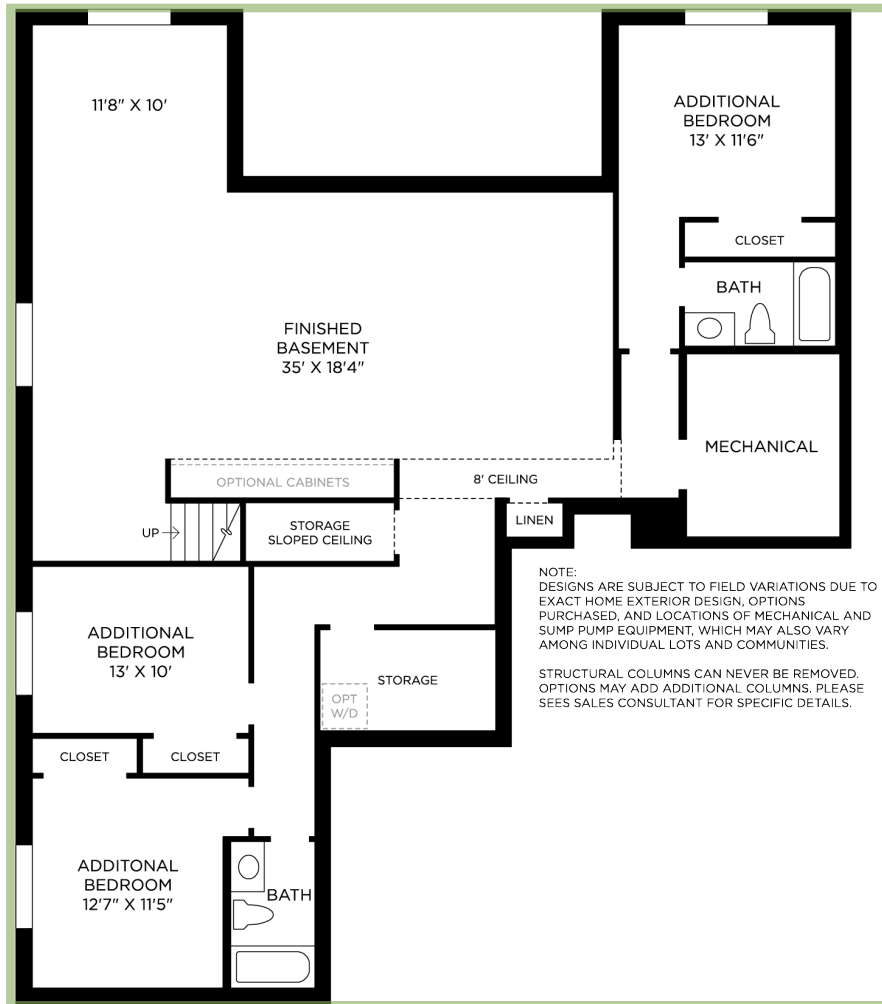 11'8" X 10'
ADDITIONAL
BEDROOM
13' X 11'6"
CLOSET
BATH
FINISHED
BASEMENT
35' X 18'4"
MECHANICAL
OPTIONAL CABINETS
8' CEILING
UP
STORAGE
SLOPED CEILING
LINEN
NOTE:
DESIGNS ARE SUBJECT TO FIELD VARIATIONS DUE TO
EXACT HOME EXTERIOR DESIGN, OPTIONS
PURCHASED, AND LOCATIONS OF MECHANICAL AND
SUMP PUMP EQUIPMENT, WHICH MAY ALSO VARY
AMONG INDIVIDUAL LOTS AND COMMUNITIES.
STRUCTURAL COLUMNS CAN NEVER BE REMOVED.
OPTIONS MAY ADD ADDITIONAL COLUMNS. PLEASE
SEES SALES CONSULTANT FOR SPECIFIC DETAILS.
ADDITIONAL
BEDROOM
13' X 10'
STORAGE
OPT
W/D
CLOSET
CLOSET
ADDITONAL
BEDROOM
12'7" X 11'5"
BATH